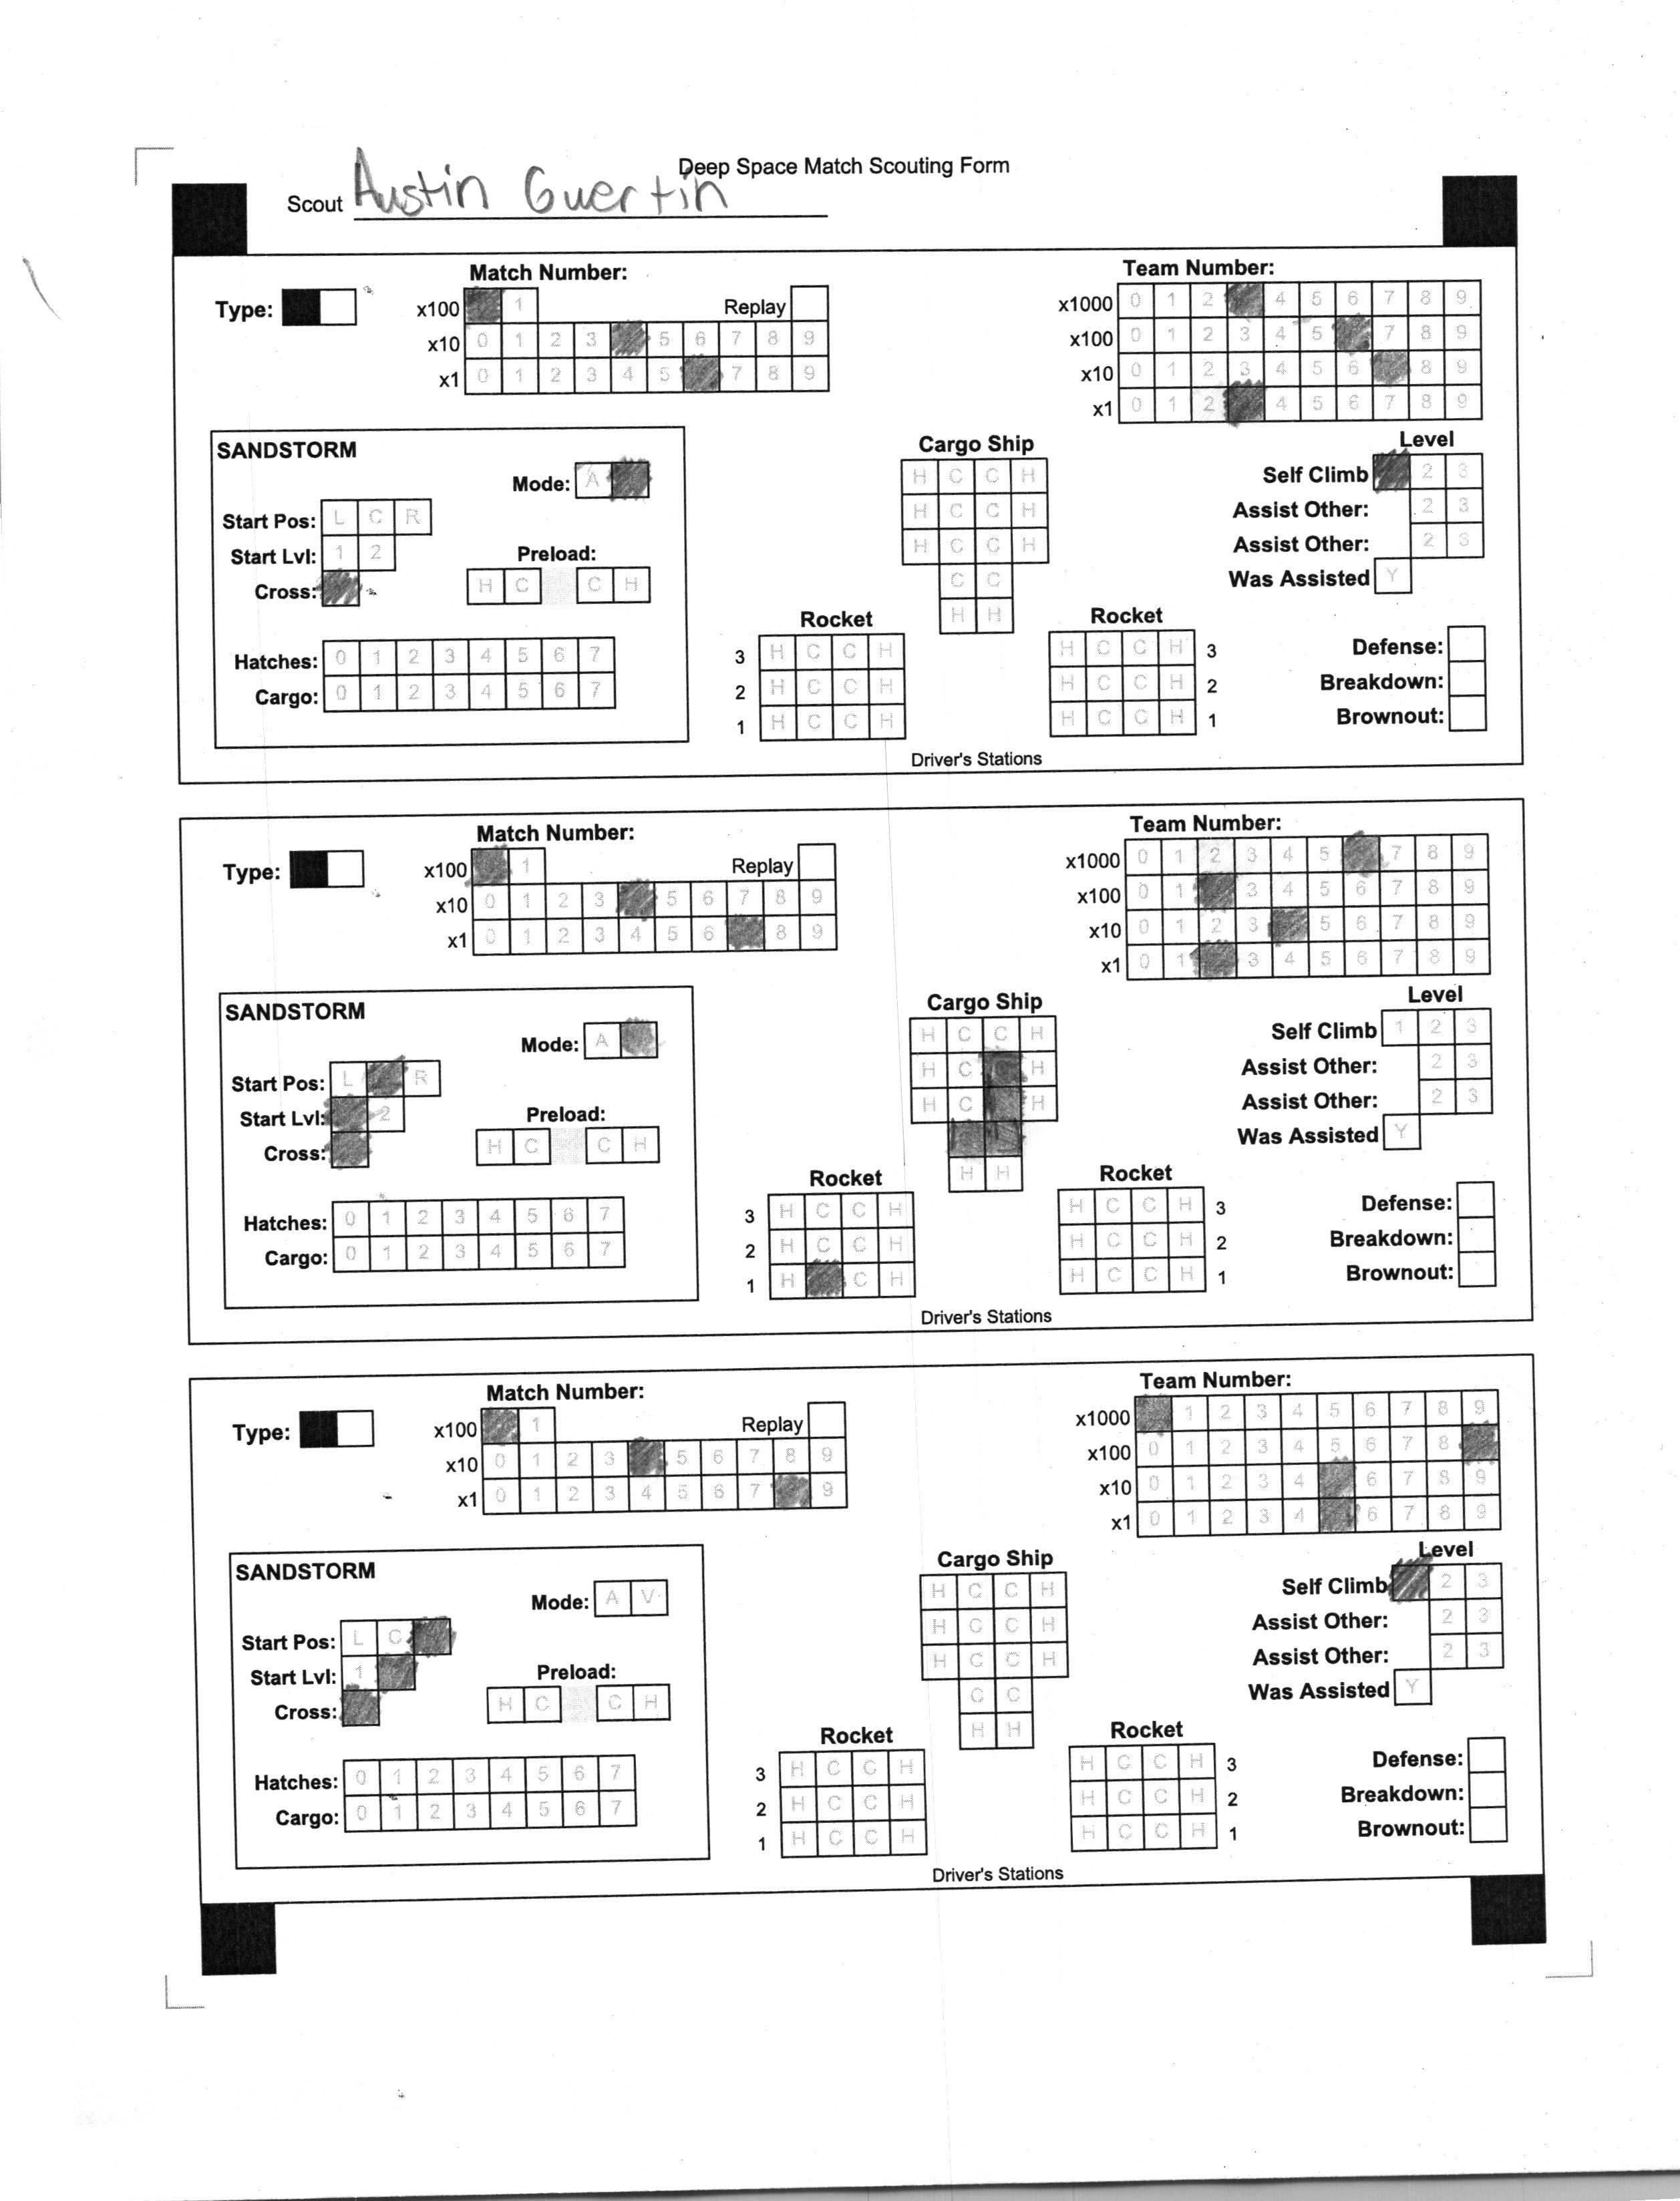 Deep Space Match Scouting Form
Scout Austin Guertin
Match Number: Team Number:
Type: x100 1 Replay x1000 0 1 2 4 5 6 7 8 9
x10 0 1 2 3 5 6 7 8 9 x100 0 1 2 3 4 5 7 8 9
x1 0 1 2 3 4 5 7 8 9 x10 0 1 2 3 4 5 6 8 9
x1 0 1 2 4 5 6 7 8 9
SANDSTORM Cargo Ship Level
Mode: A H C C H Self Climb 2 3
Start Pos: L C R H C C H Assist Other: 2 3
Start Lvl: 1 2 Preload: H C C H Assist Other: 2 3
Cross: H C C H C C Was Assisted Y
H H
Rocket Rocket
Hatches: 0 1 2 3 4 5 6 7 3 H C C H H C C H 3 Defense:
Cargo: 0 1 2 3 4 5 6 7 2 H C C H H C C H 2 Breakdown:
1 H C C H H C C H 1 Brownout:
Driver's Stations
Match Number: Team Number:
Type: x100 1 Replay x1000 0 1 2 3 4 5 7 8 9
x10 0 1 2 3 5 6 7 8 9 x100 0 1 3 4 5 6 7 8 9
x1 0 1 2 3 4 5 6 8 9 x10 0 1 2 3 5 6 7 8 9
x1 0 1 3 4 5 6 7 8 9
SANDSTORM Cargo Ship Level
Mode: A H C C H Self Climb 1 2 3
Start Pos: L R H C H Assist Other: 2 3
Start Lvl: 2 Preload: H C H Assist Other: 2 3
Cross: H C C H Was Assisted Y
H H
Rocket Rocket
Hatches: 0 1 2 3 4 5 6 7 3 H C C H H C C H 3 Defense:
Cargo: 0 1 2 3 4 5 6 7 2 H C C H H C C H 2 Breakdown:
1 H C H H C C H 1 Brownout:
Driver's Stations
Match Number: Team Number:
Type: x100 1 Replay x1000 1 2 3 4 5 6 7 8 9
x10 0 1 2 3 5 6 7 8 9 x100 0 1 2 3 4 5 6 7 8
x1 0 1 2 3 4 5 6 7 9 x10 0 1 2 3 4 6 7 8 9
x1 0 1 2 3 4 6 7 8 9
SANDSTORM Cargo Ship Level
Mode: A V H C C H Self Climb 2 3
Start Pos: L C H C C H Assist Other: 2 3
Start Lvl: 1 Preload: H C C H Assist Other: 2 3
Cross: H C C H C C Was Assisted Y
H H
Rocket Rocket
Hatches: 0 1 2 3 4 5 6 7 3 H C C H H C C H 3 Defense:
Cargo: 0 1 2 3 4 5 6 7 2 H C C H H C C H 2 Breakdown:
1 H C C H H C C H 1 Brownout:
Driver's Stations